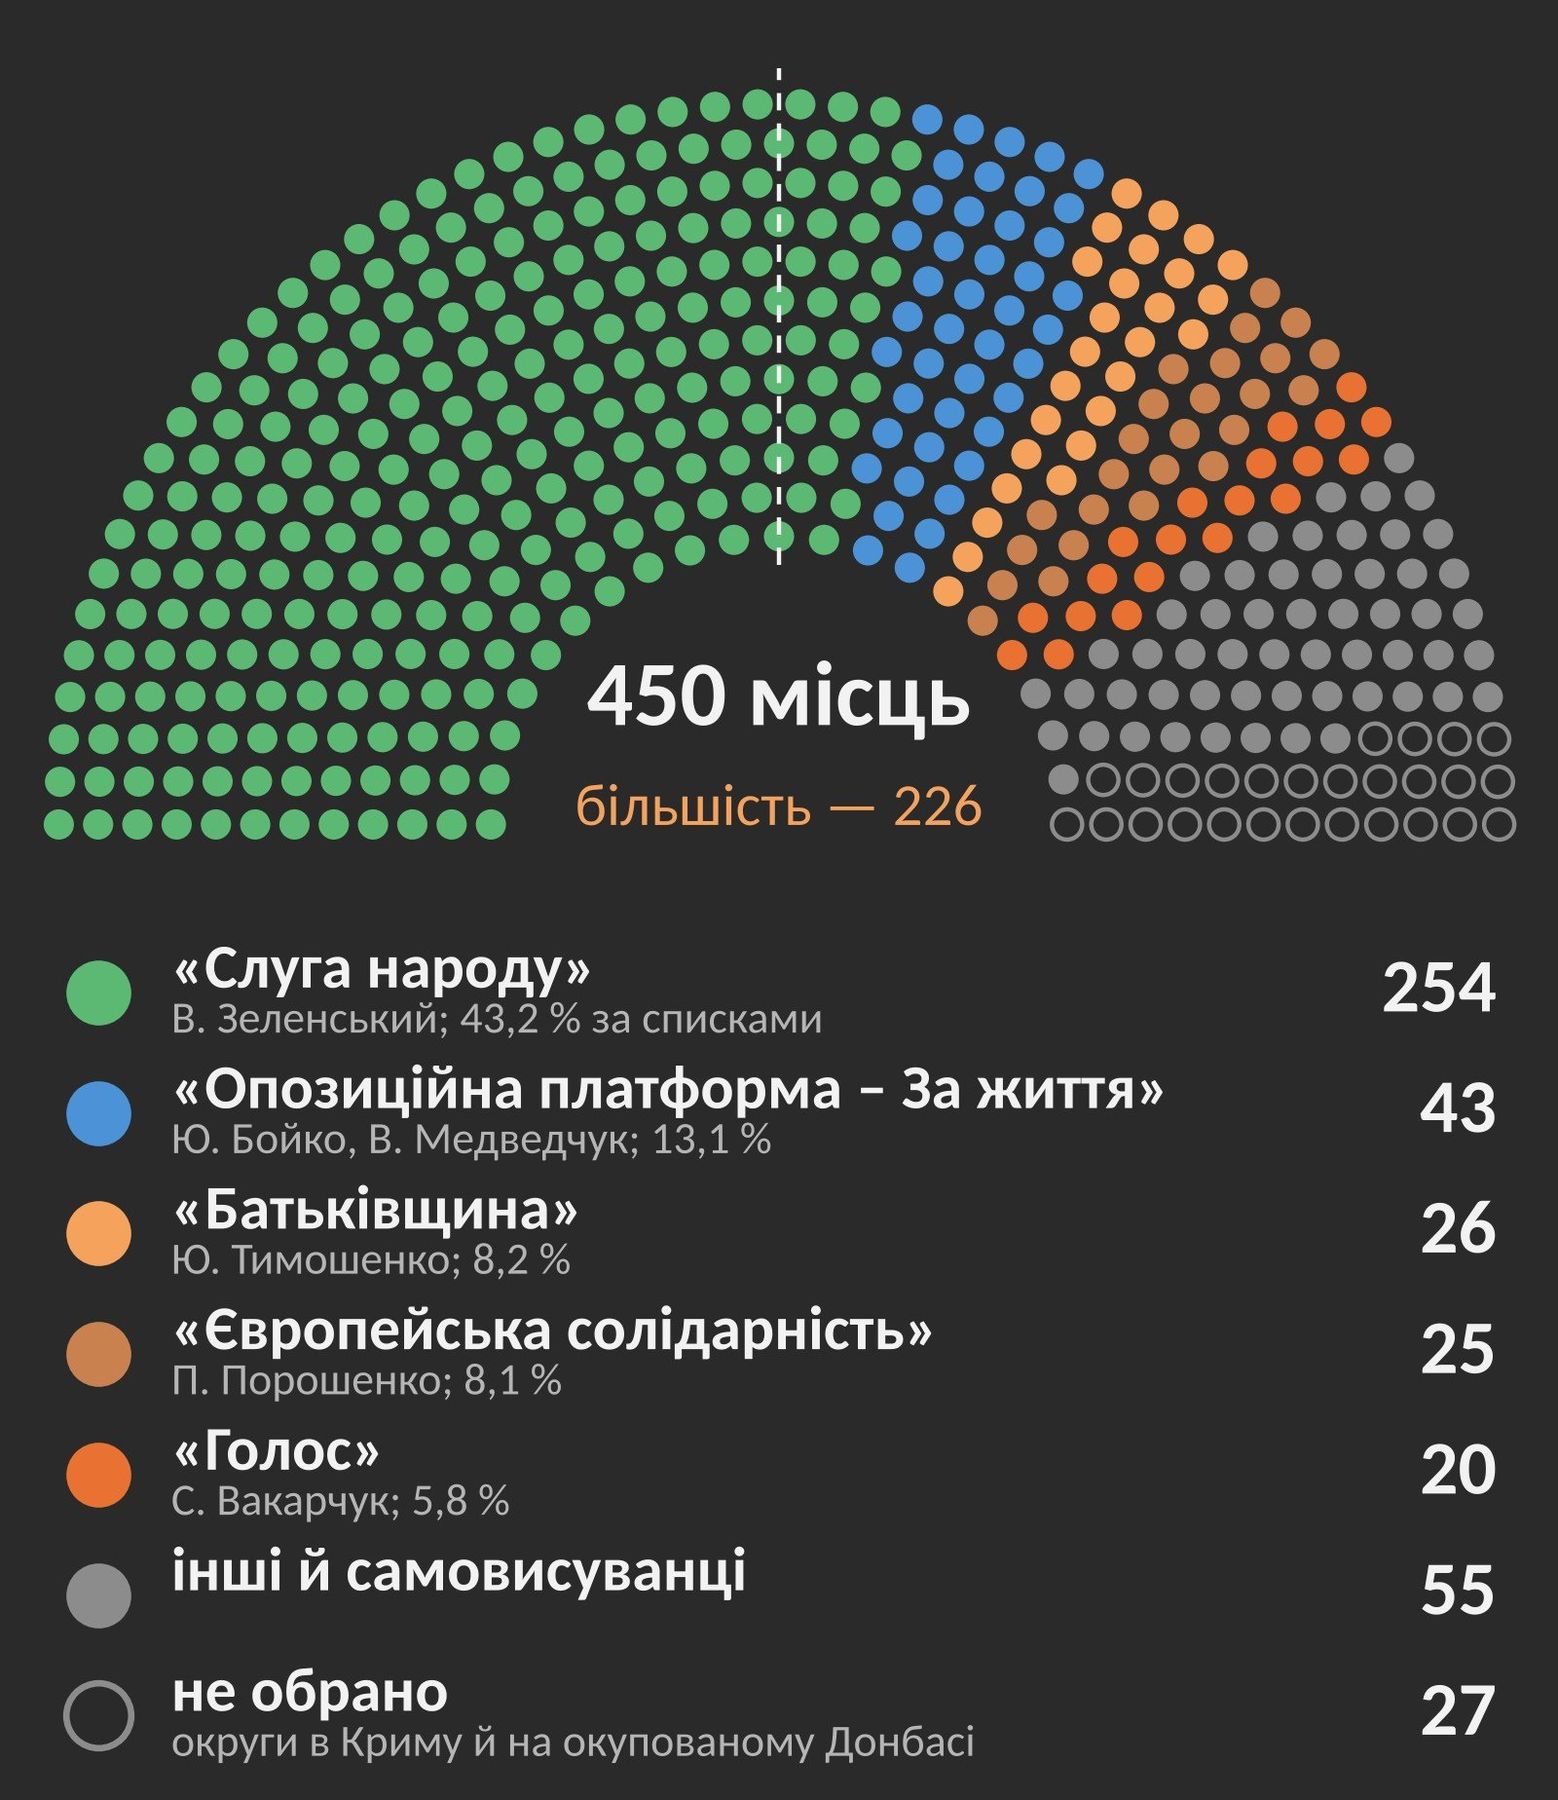 450 місць
більшість — 226
«Слуга народу»
254
В. Зеленський; 43,2 % за списками
«Опозиційна платформа – За життя»
43
Ю. Бойко, В. Медведчук; 13,1 %
«Батьківщина»
26
Ю. Тимошенко; 8,2 %
«Європейська солідарність»
25
П. Порошенко; 8,1 %
«Голос»
20
С. Вакарчук; 5,8 %
інші й самовисуванці
55
не обрано
27
округи в Криму й на окупованому Донбасі